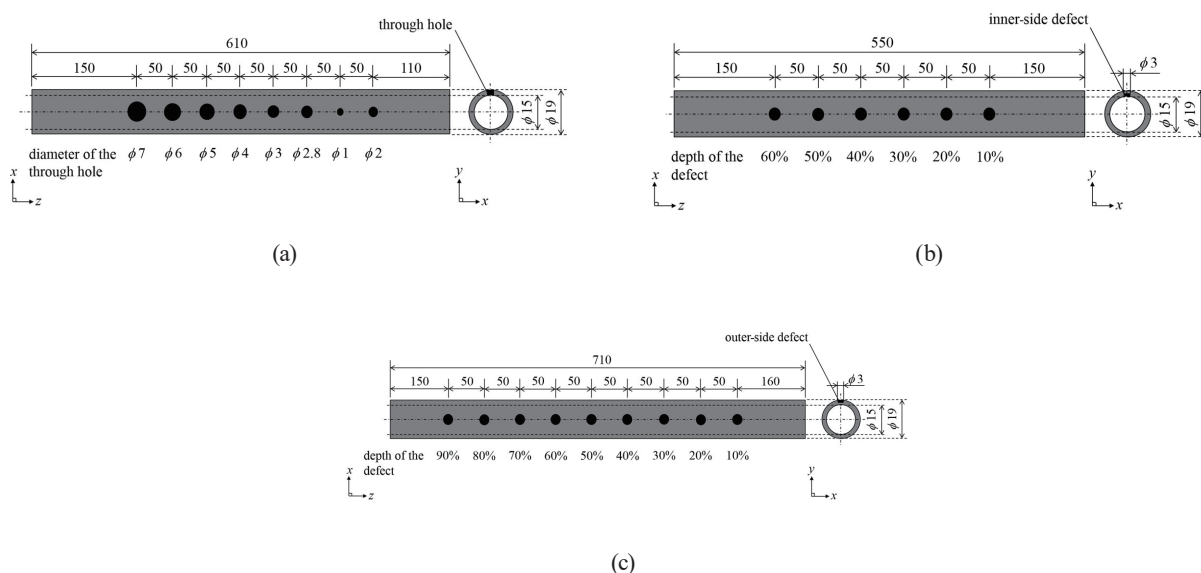 through hole
610
150 50 50 50 50 50 50 50 110
ϕ15
ϕ19
diameter of the
through hole
ϕ7 ϕ6 ϕ5 ϕ4 ϕ3 ϕ2.8 ϕ1 ϕ2
x
z
y
x
(a)
inner-side defect
550
ϕ3
150 50 50 50 50 50 150
ϕ15
ϕ19
depth of the
defect
60% 50% 40% 30% 20% 10%
x
z
y
x
(b)
outer-side defect
710
ϕ3
150 50 50 50 50 50 50 50 50 160
ϕ15
ϕ19
depth of the
defect
90% 80% 70% 60% 50% 40% 30% 20% 10%
x
z
y
x
(c)